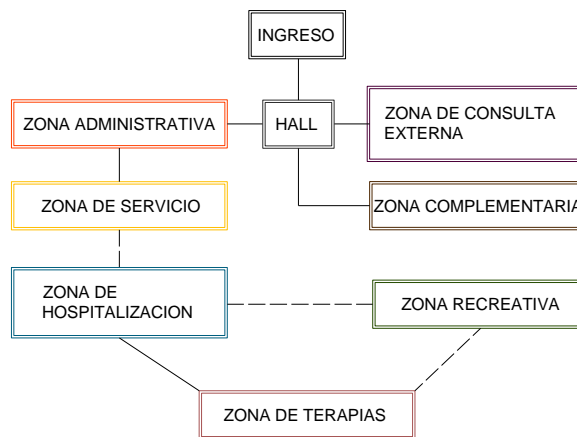 INGRESO
ZONA ADMINISTRATIVA
HALL
ZONA DE CONSULTA
EXTERNA
ZONA DE SERVICIO
ZONA COMPLEMENTARIA
ZONA DE
HOSPITALIZACION
ZONA RECREATIVA
ZONA DE TERAPIAS